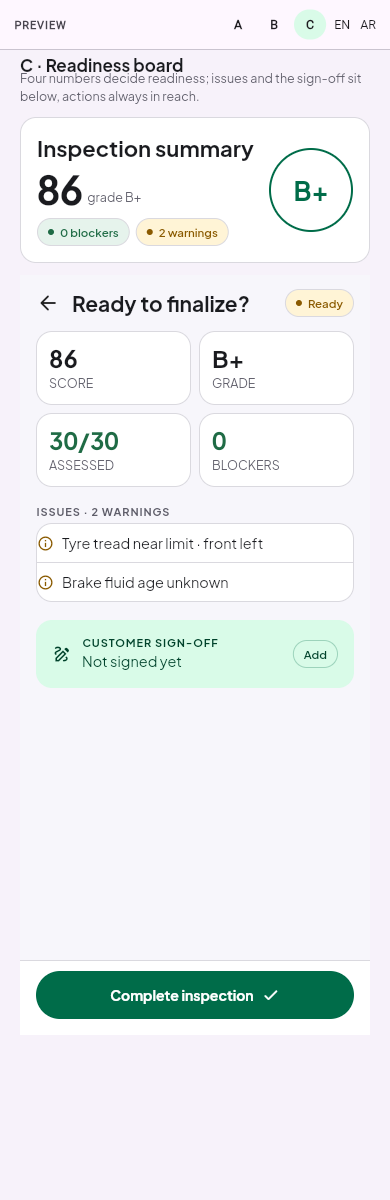 PREVIEW A B C EN AR
C · Readiness board
Four numbers decide readiness; issues and the sign-off sit
below, actions always in reach.
Inspection summary
86 grade B+
B+
0 blockers 2 warnings
Ready to finalize? Ready
86
SCORE
B+
GRADE
30/30
ASSESSED
0
BLOCKERS
ISSUES · 2 WARNINGS
Tyre tread near limit · front left
Brake fluid age unknown
CUSTOMER SIGN-OFF
Not signed yet
Add
Complete inspection